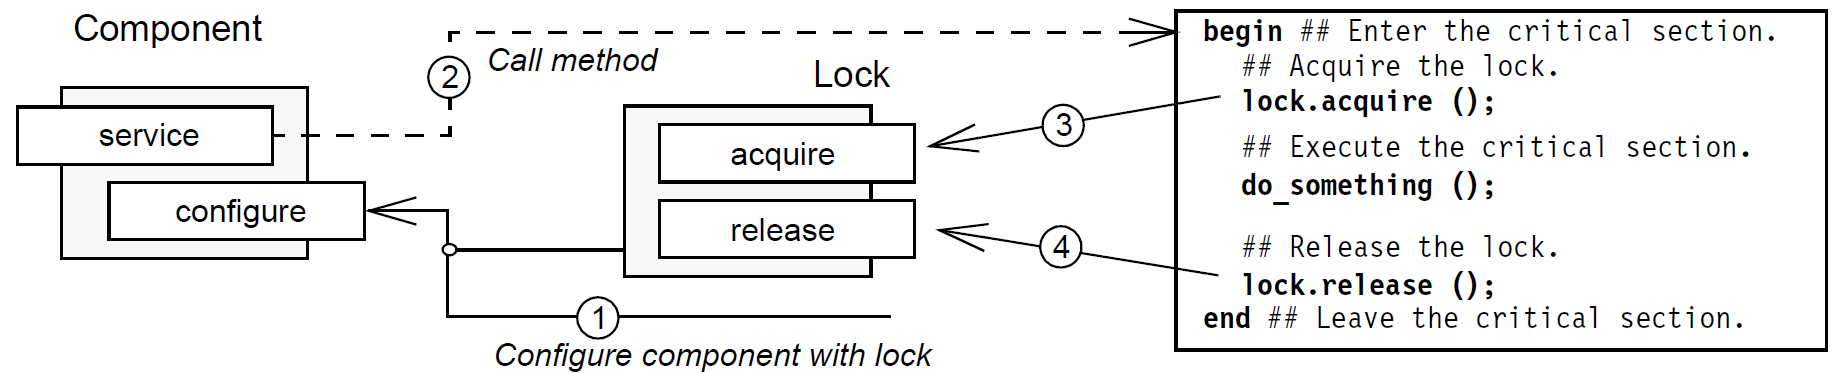 Component
service
configure
2
Call method
Lock
acquire
release
1
Configure component with lock
3
4
begin ## Enter the critical section.
## Acquire the lock.
lock.acquire ();
## Execute the critical section.
do_something ();
## Release the lock.
lock.release ();
end ## Leave the critical section.